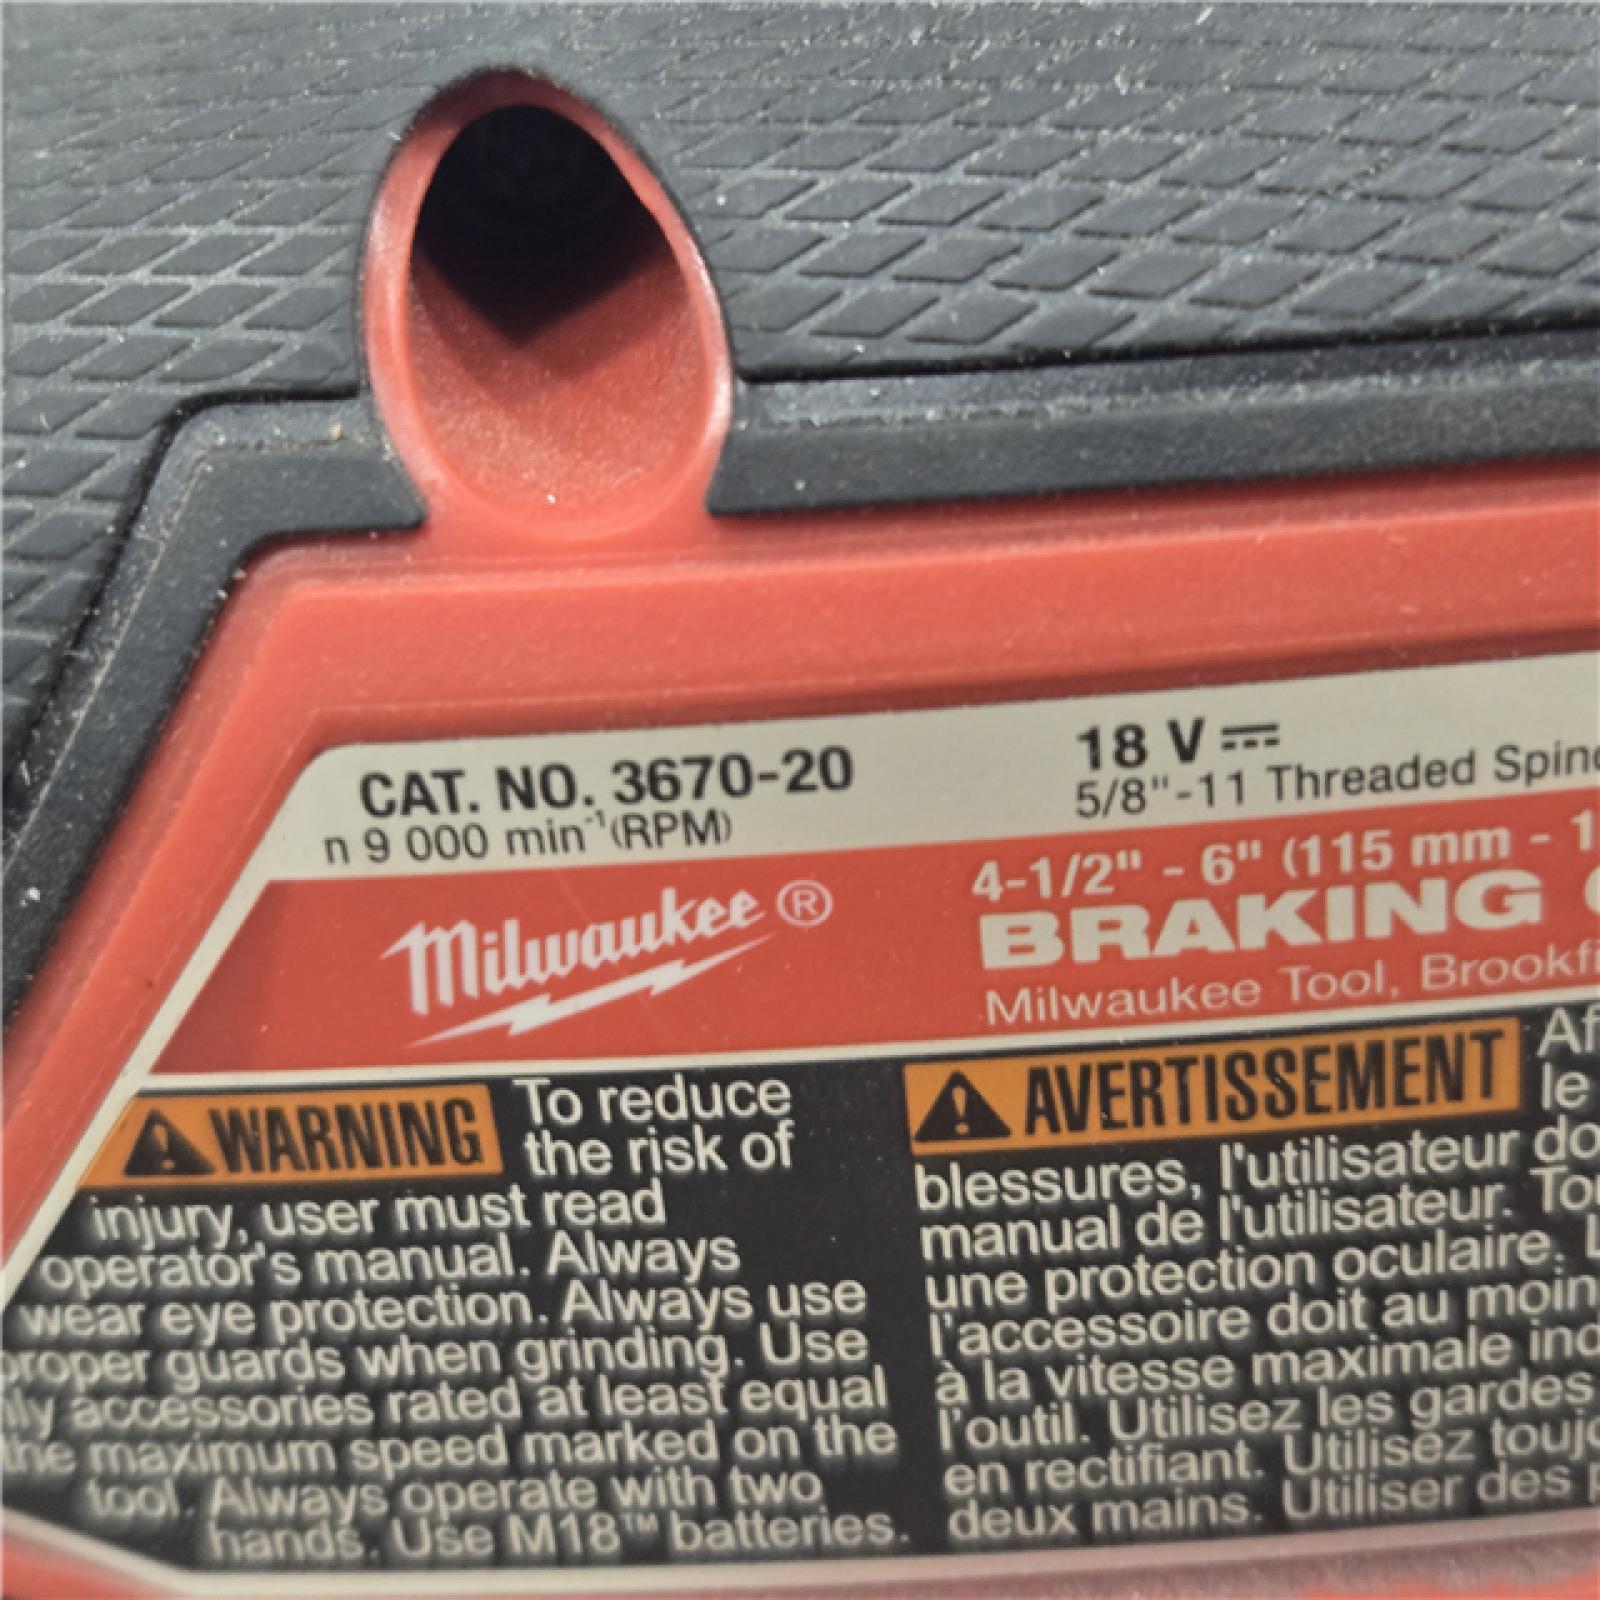 CAT. NO. 3670-20
n 9 000 min⁻¹ (RPM)
18 V
5/8"-11 Threaded
Milwaukee ®
4-1/2" - 6" (115 mm -
BRAKING
Milwaukee Tool,
WARNING To reduce
the risk of
injury, user must read
operator's manual. Always
wear eye protection. Always use
proper guards when grinding. Use
accessories rated at least equal
the maximum speed marked on the
tool. Always operate with two
hands. Use M18™ batteries.
AVERTISSEMENT
le
blessures, l'utilisateur
manual de l'utilisateur.
une protection oculaire.
l'accessoire doit au
à la vitesse maximale
l'outil. Utilisez les gardes
en rectifiant. Utilisez
deux mains. Utiliser des